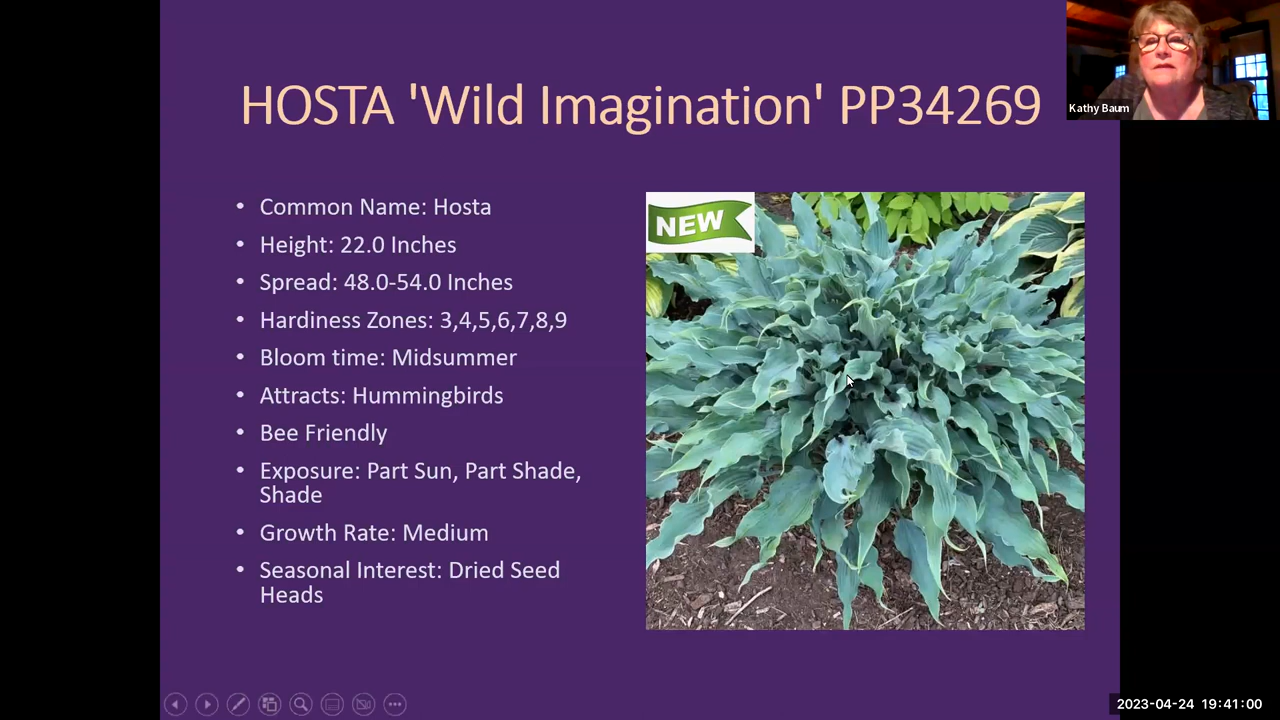 HOSTA 'Wild Imagination' PP34269
Kathy Baum
• Common Name: Hosta
• Height: 22.0 Inches
• Spread: 48.0-54.0 Inches
• Hardiness Zones: 3,4,5,6,7,8,9
• Bloom time: Midsummer
• Attracts: Hummingbirds
• Bee Friendly
• Exposure: Part Sun, Part Shade,
Shade
• Growth Rate: Medium
• Seasonal Interest: Dried Seed
Heads
NEW
2023-04-24 19:41:00